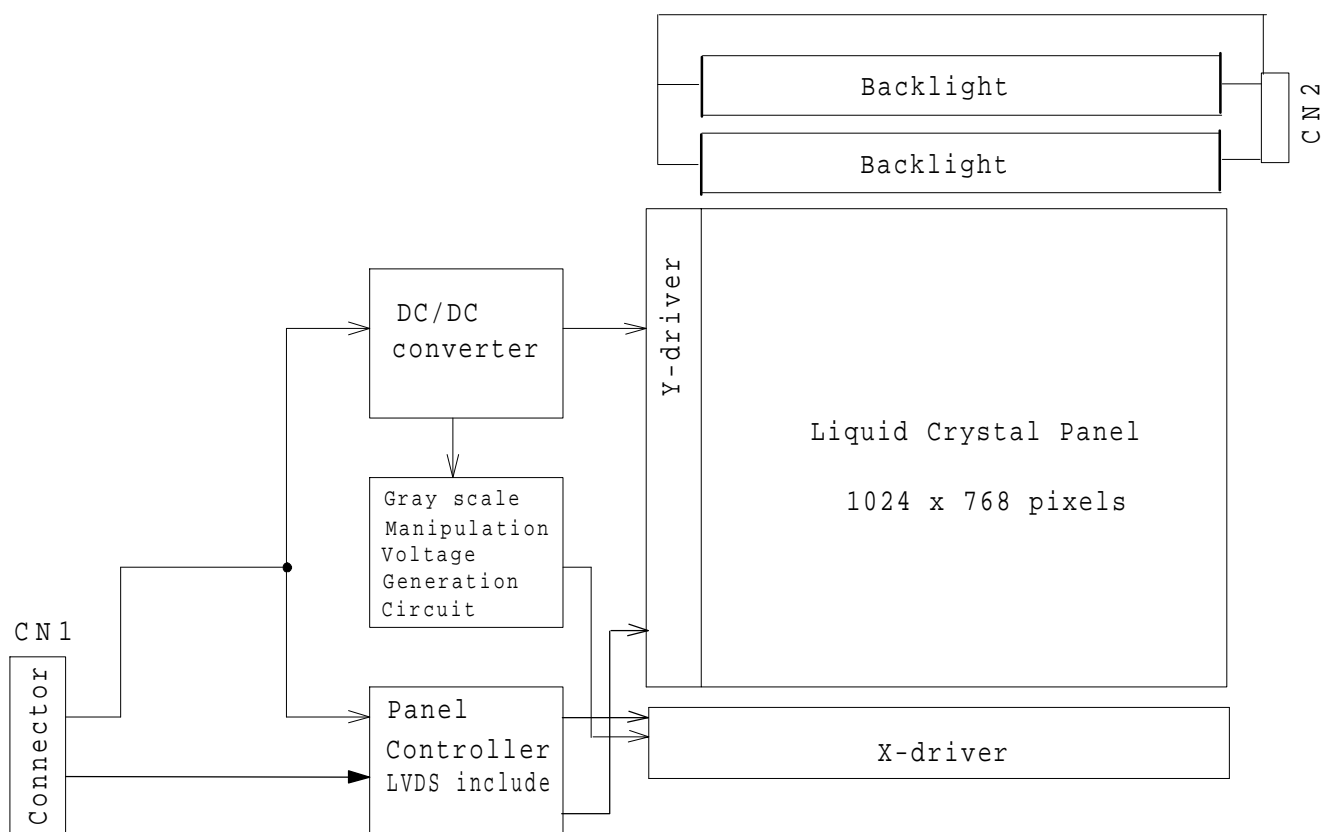 Backlight
CN2
Backlight
DC/DC
converter
Y-driver
Liquid Crystal Panel
1024 x 768 pixels
Gray scale
Manipulation
Voltage
Generation
Circuit
CN1
Connector
Panel
Controller
LVDS include
X-driver